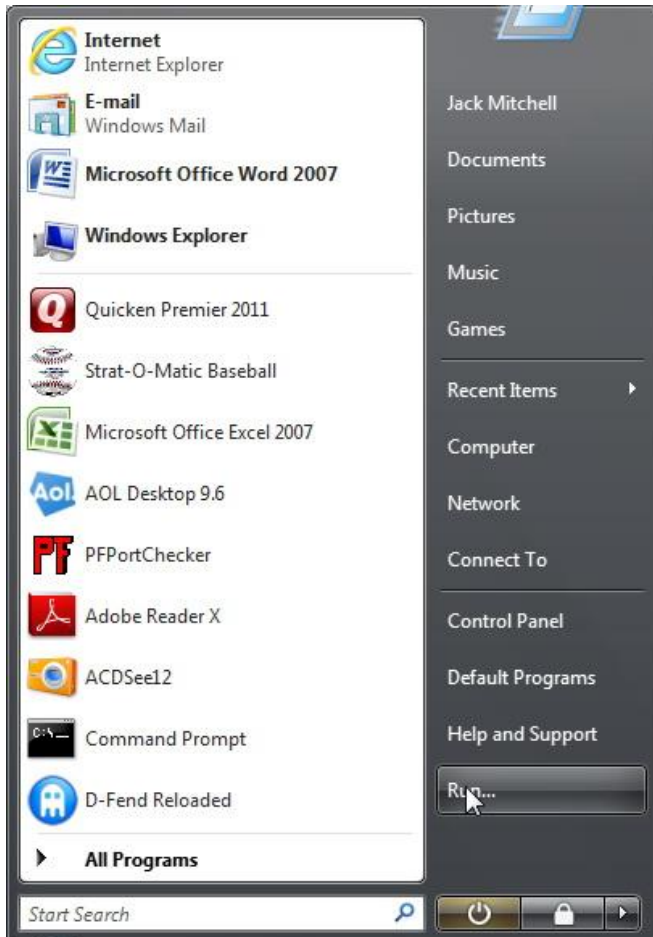 Internet
Internet Explorer
E-mail
Windows Mail
Microsoft Office Word 2007
Windows Explorer
Quicken Premier 2011
Strat-O-Matic Baseball
Microsoft Office Excel 2007
Aol.
AOL Desktop 9.6
PF
PFPortChecker
Adobe Reader X
ACDSee12
C:\_
Command Prompt
D-Fend Reloaded
All Programs
Start Search
Jack Mitchell
Documents
Pictures
Music
Games
Recent Items
Computer
Network
Connect To
Control Panel
Default Programs
Help and Support
Run...